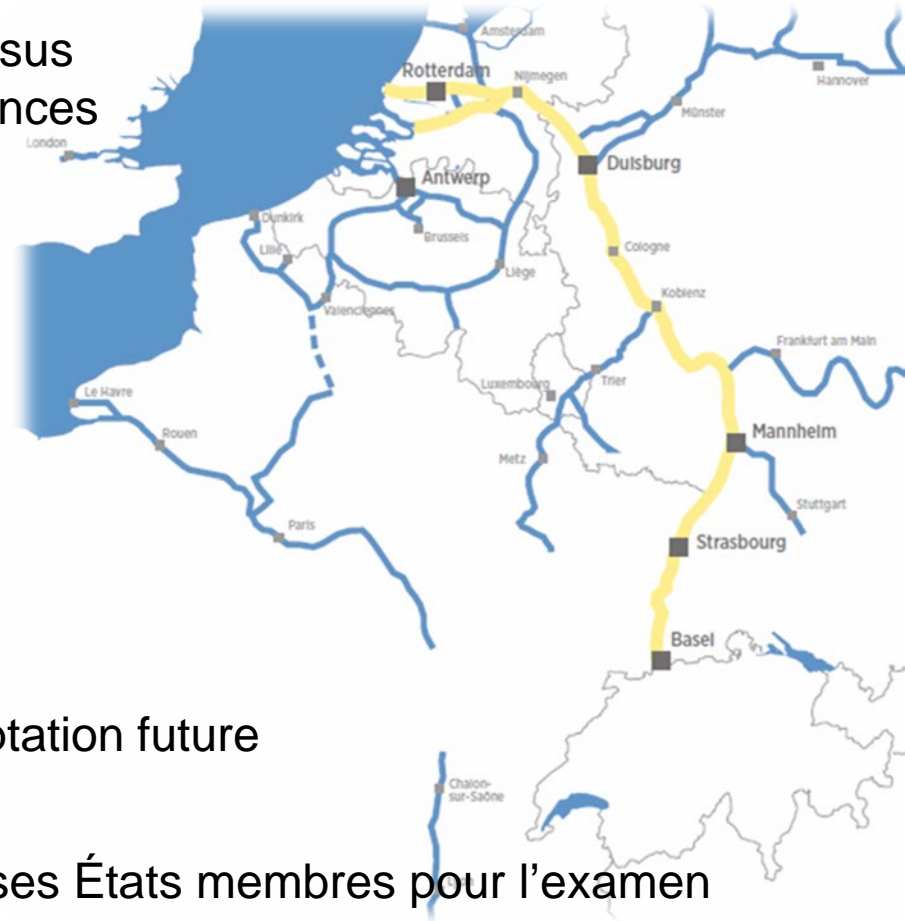 sus
nces
Amsterdam
Rotterdam
Nijmegen
Hannover
Münster
London
Duisburg
Antwerp
Dunkirk
Brussels
Cologne
Lille
Liège
Koblenz
Valenciennes
Frankfurt am Main
Luxembourg
Trier
Le Havre
Mannheim
Rouen
Metz
Stuttgart
Paris
Strasbourg
Basel
otation future
Chalon-
sur-Saône
ses États membres pour l'examen